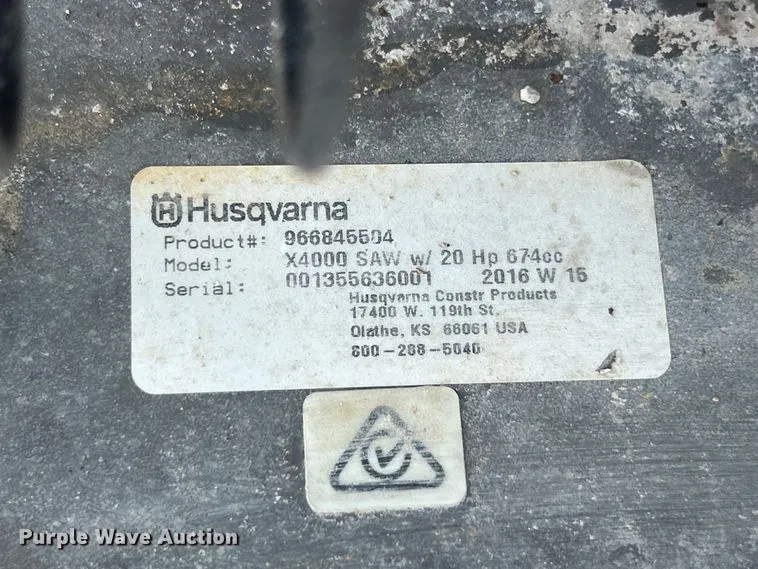 H Husqvarna
Product#: 966845504
Model: X4000 SAW w/ 20 Hp 674cc
Serial: 001355636001 2016 W 15
Husqvarna Constr Products
17400 W. 119th St.
Olathe, KS 66061 USA
800-288-5040
Purple Wave Auction